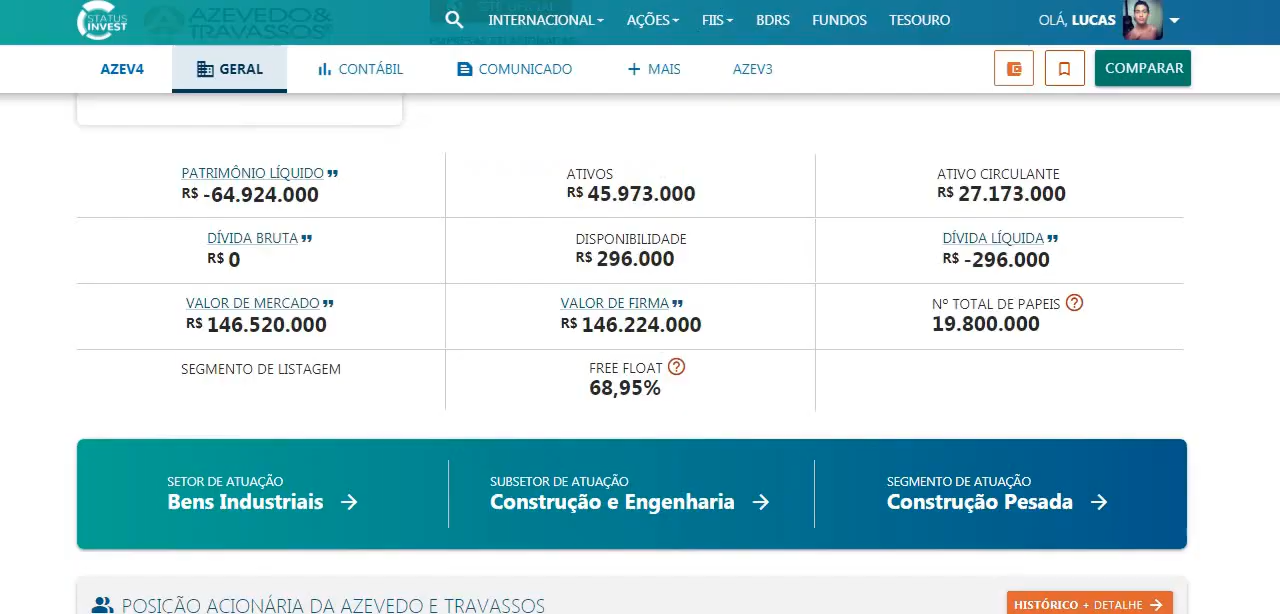 STATUS INVEST
AZEVEDO& TRAVASSOS
SITE OFICIAL
INTERNACIONAL
AÇÕES
FIIS
BDRS
FUNDOS
TESOURO
OLÁ, LUCAS
AZEV4
GERAL
CONTÁBIL
COMUNICADO
+ MAIS
AZEV3
COMPARAR
PATRIMÔNIO LÍQUIDO
R$ -64.924.000
ATIVOS
R$ 45.973.000
ATIVO CIRCULANTE
R$ 27.173.000
DÍVIDA BRUTA
R$ 0
DISPONIBILIDADE
R$ 296.000
DÍVIDA LÍQUIDA
R$ -296.000
VALOR DE MERCADO
R$ 146.520.000
VALOR DE FIRMA
R$ 146.224.000
Nº TOTAL DE PAPEIS ?
19.800.000
SEGMENTO DE LISTAGEM
FREE FLOAT ?
68,95%
SETOR DE ATUAÇÃO
Bens Industriais →
SUBSETOR DE ATUAÇÃO
Construção e Engenharia →
SEGMENTO DE ATUAÇÃO
Construção Pesada →
POSIÇÃO ACIONÁRIA DA AZEVEDO E TRAVASSOS
HISTÓRICO + DETALHE →